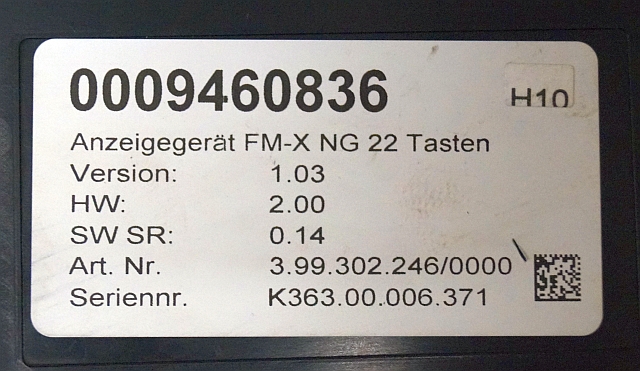 0009460836
H10
Anzeigegerät FM-X NG 22 Tasten
Version: 1.03
HW: 2.00
SW SR: 0.14
Art. Nr. 3.99.302.246/0000
Seriennr. K363.00.006.371